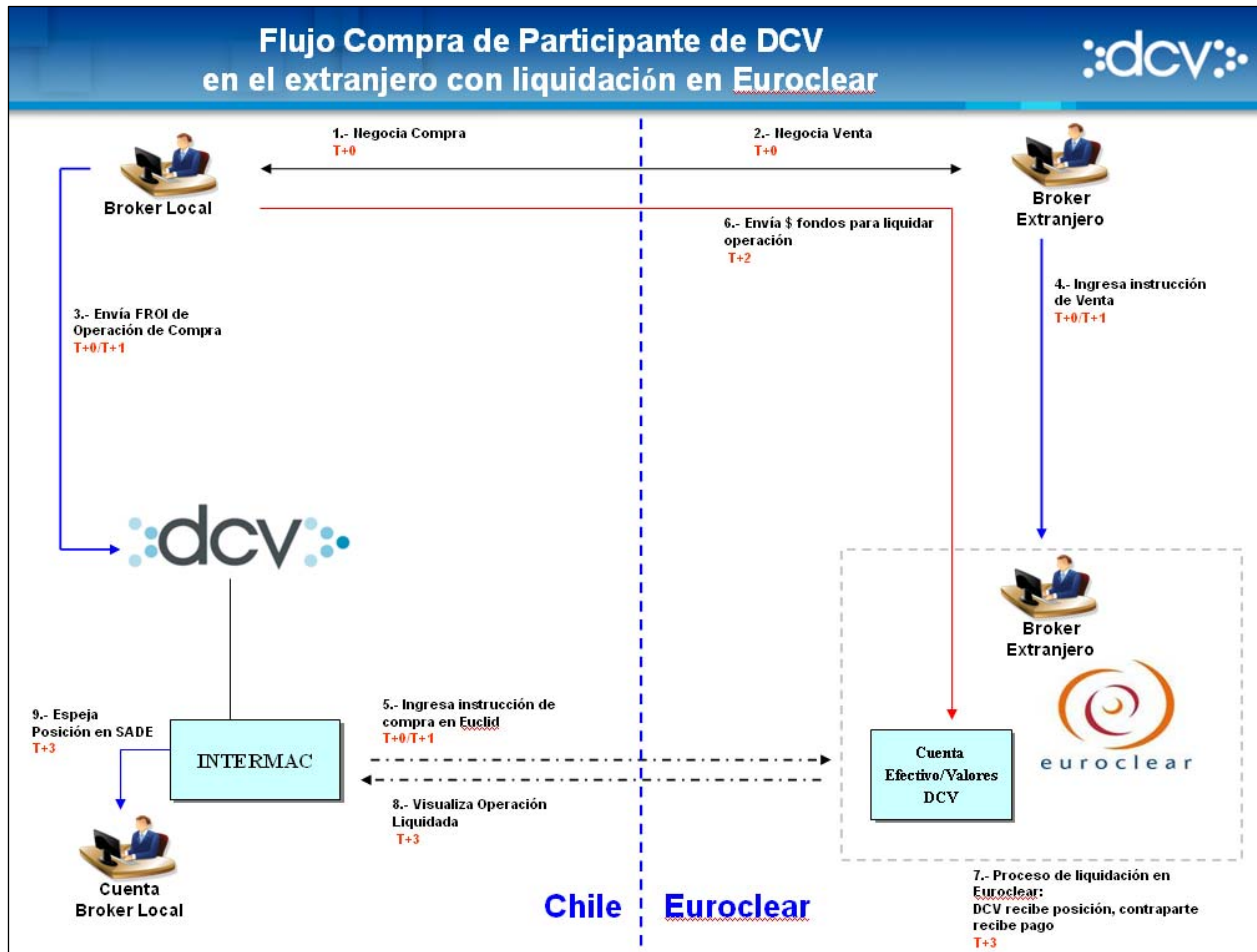 Flujo Compra de Participante de DCV
en el extranjero con liquidación en Euroclear
dcv
1.- Negocia Compra
T+0
2.- Negocia Venta
T+0
Broker Local
Broker
Extranjero
6.- Envía $ fondos para liquidar
operación
T+2
3.- Envía FROI de
Operación de Compra
T+0/T+1
4.- Ingresa instrucción
de Venta
T+0/T+1
dcv
Broker
Extranjero
euroclear
9.- Espeja
Posición en SADE
T+3
INTERMAC
5.- Ingresa instrucción de
compra en Euclid
T+0/T+1
8.- Visualiza Operación
Liquidada
T+3
Cuenta
Efectivo/Valores
DCV
Cuenta
Broker Local
Chile
Euroclear
7.- Proceso de liquidación en
Euroclear:
DCV recibe posición, contraparte
recibe pago
T+3